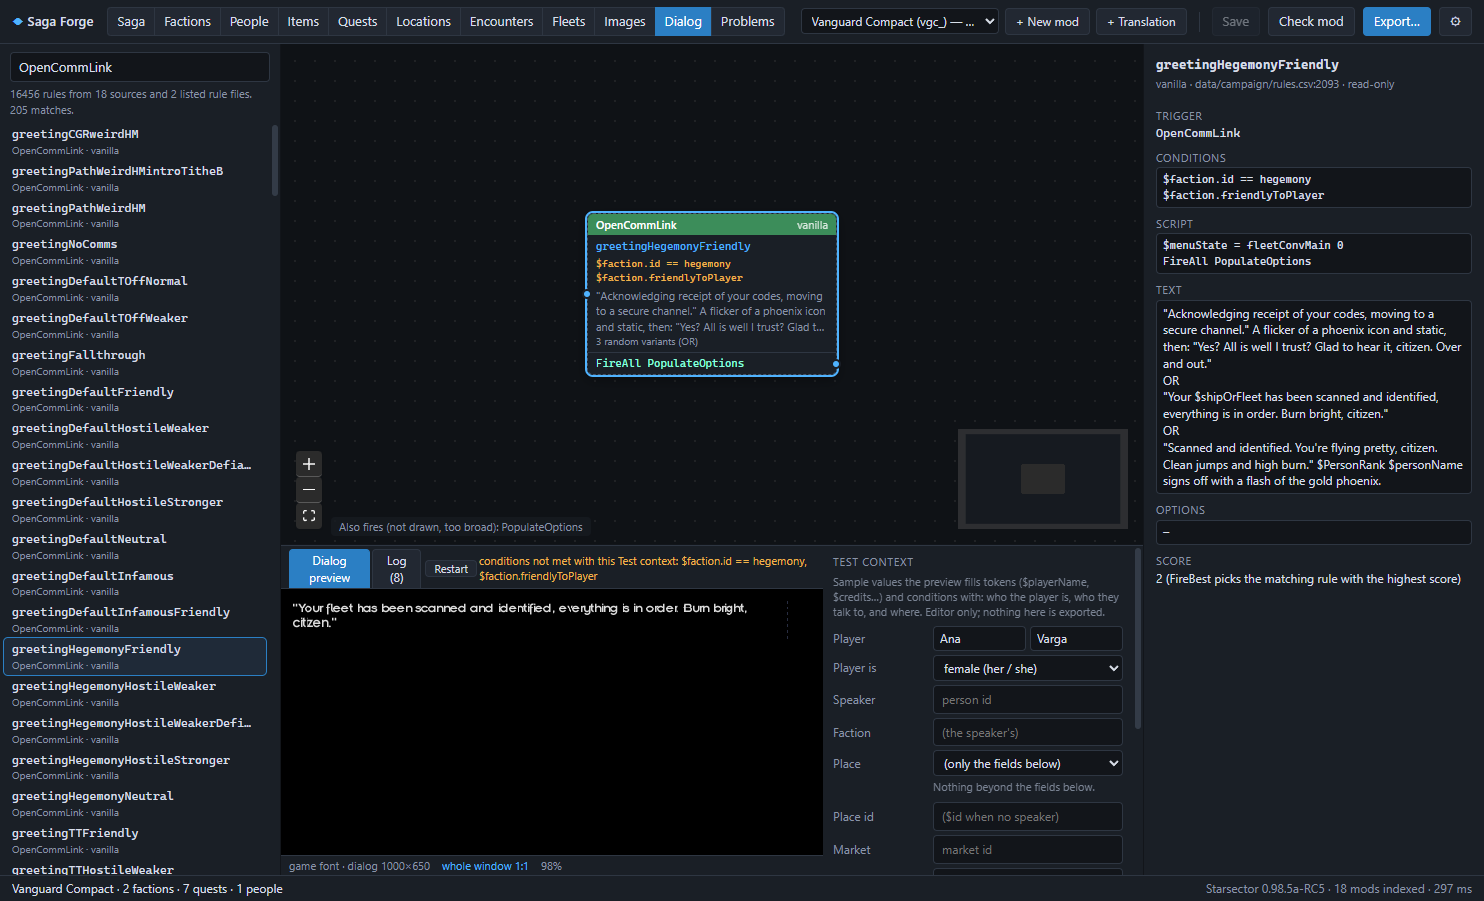 Saga Forge
Saga
Factions
People
Items
Quests
Locations
Encounters
Fleets
Images
Dialog
Problems
Vanguard Compact (vgc_) — ...
+ New mod
+ Translation
Save
Check mod
Export...
OpenCommLink
16456 rules from 18 sources and 2 listed rule files.
205 matches.
greetingCGRweirdHM
OpenCommLink · vanilla
greetingPathWeirdHMintroTitheB
OpenCommLink · vanilla
greetingPathWeirdHM
OpenCommLink · vanilla
greetingNoComms
OpenCommLink · vanilla
greetingDefaultTOffNormal
OpenCommLink · vanilla
greetingDefaultTOffWeaker
OpenCommLink · vanilla
greetingFallthrough
OpenCommLink · vanilla
greetingDefaultFriendly
OpenCommLink · vanilla
greetingDefaultHostileWeaker
OpenCommLink · vanilla
greetingDefaultHostileWeakerDefia...
OpenCommLink · vanilla
greetingDefaultHostileStronger
OpenCommLink · vanilla
greetingDefaultNeutral
OpenCommLink · vanilla
greetingDefaultInfamous
OpenCommLink · vanilla
greetingDefaultInfamousFriendly
OpenCommLink · vanilla
greetingHegemonyFriendly
OpenCommLink · vanilla
greetingHegemonyHostileWeaker
OpenCommLink · vanilla
greetingHegemonyHostileWeakerDefi...
OpenCommLink · vanilla
greetingHegemonyHostileStronger
OpenCommLink · vanilla
greetingHegemonyNeutral
OpenCommLink · vanilla
greetingTTFriendly
OpenCommLink · vanilla
greetingTTHostileWeaker
OpenCommLink vanilla
greetingHegemonyFriendly
$faction.id == hegemony
$faction.friendlyToPlayer
"Acknowledging receipt of your codes, moving
to a secure channel." A flicker of a phoenix icon
and static, then: "Yes? All is well I trust? Glad t...
3 random variants (OR)
FireAll PopulateOptions
Also fires (not drawn, too broad): PopulateOptions
Dialog
preview
Log
(8)
Restart
conditions not met with this Test context: $faction.id == hegemony,
$faction.friendlyToPlayer
"Your fleet has been scanned and identified, everything is in order. Burn bright,
citizen."
game font · dialog 1000×650 whole window 1:1 98%
TEST CONTEXT
Sample values the preview fills tokens ($playerName,
$credits...) and conditions with: who the player is, who they
talk to, and where. Editor only; nothing here is exported.
Player Ana Varga
Player is female (her / she)
Speaker person id
Faction (the speaker's)
Place (only the fields below)
Nothing beyond the fields below.
Place id ($id when no speaker)
Market market id
greetingHegemonyFriendly
vanilla · data/campaign/rules.csv:2093 · read-only
TRIGGER
OpenCommLink
CONDITIONS
$faction.id == hegemony
$faction.friendlyToPlayer
SCRIPT
$menuState = fleetConvMain 0
FireAll PopulateOptions
TEXT
"Acknowledging receipt of your codes, moving to a
secure channel." A flicker of a phoenix icon and static,
then: "Yes? All is well I trust? Glad to hear it, citizen. Over
and out."
OR
"Your $shipOrFleet has been scanned and identified,
everything is in order. Burn bright, citizen."
OR
"Scanned and identified. You're flying pretty, citizen.
Clean jumps and high burn." $PersonRank $personName
signs off with a flash of the gold phoenix.
OPTIONS
—
SCORE
2 (FireBest picks the matching rule with the highest score)
Vanguard Compact · 2 factions · 7 quests · 1 people
Starsector 0.98.5a-RC5 · 18 mods indexed · 297 ms